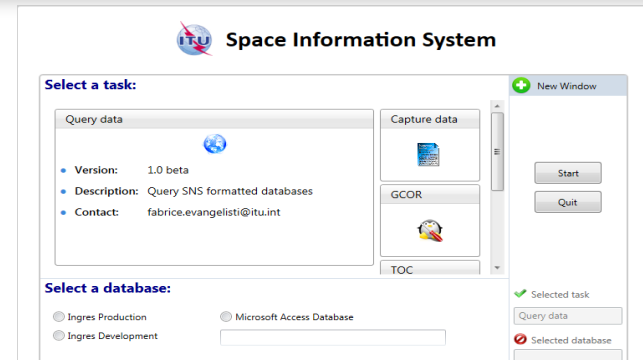 ITU Space Information System
Select a task:
New Window
Query data
Capture data
Version: 1.0 beta
Description: Query SNS formatted databases
Contact: fabrice.evangelisti@itu.int
GCOR
TOC
Start
Quit
Select a database:
Ingres Production
Microsoft Access Database
Ingres Development
Selected task
Query data
Selected database